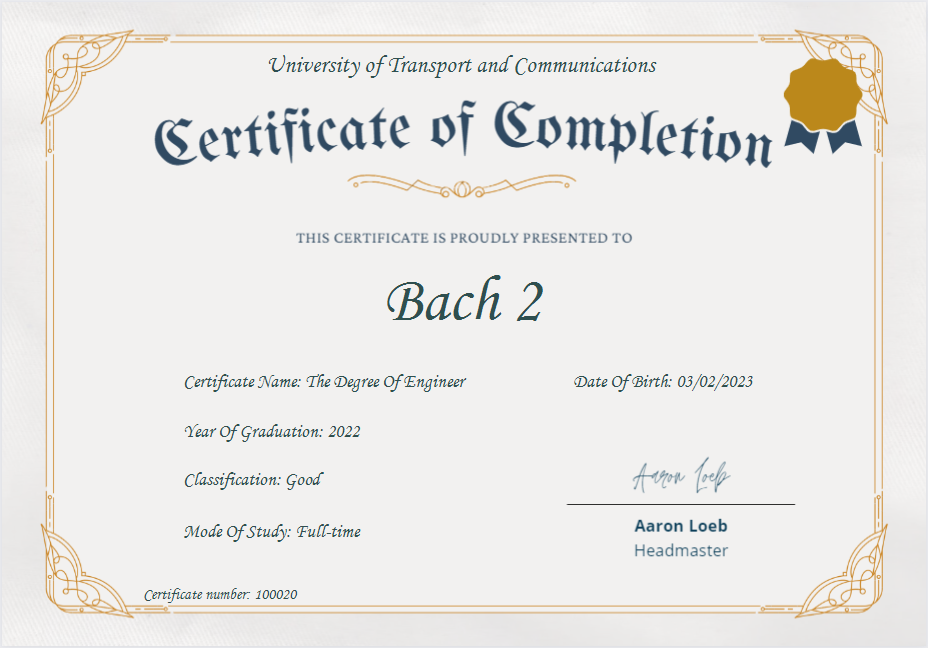 University of Transport and Communications
Certificate of Completion
THIS CERTIFICATE IS PROUDLY PRESENTED TO
Bach 2
Certificate Name: The Degree Of Engineer
Date Of Birth: 03/02/2023
Year Of Graduation: 2022
Classification: Good
Aaron Loeb
Mode Of Study: Full-time
Aaron Loeb
Headmaster
Certificate number: 100020